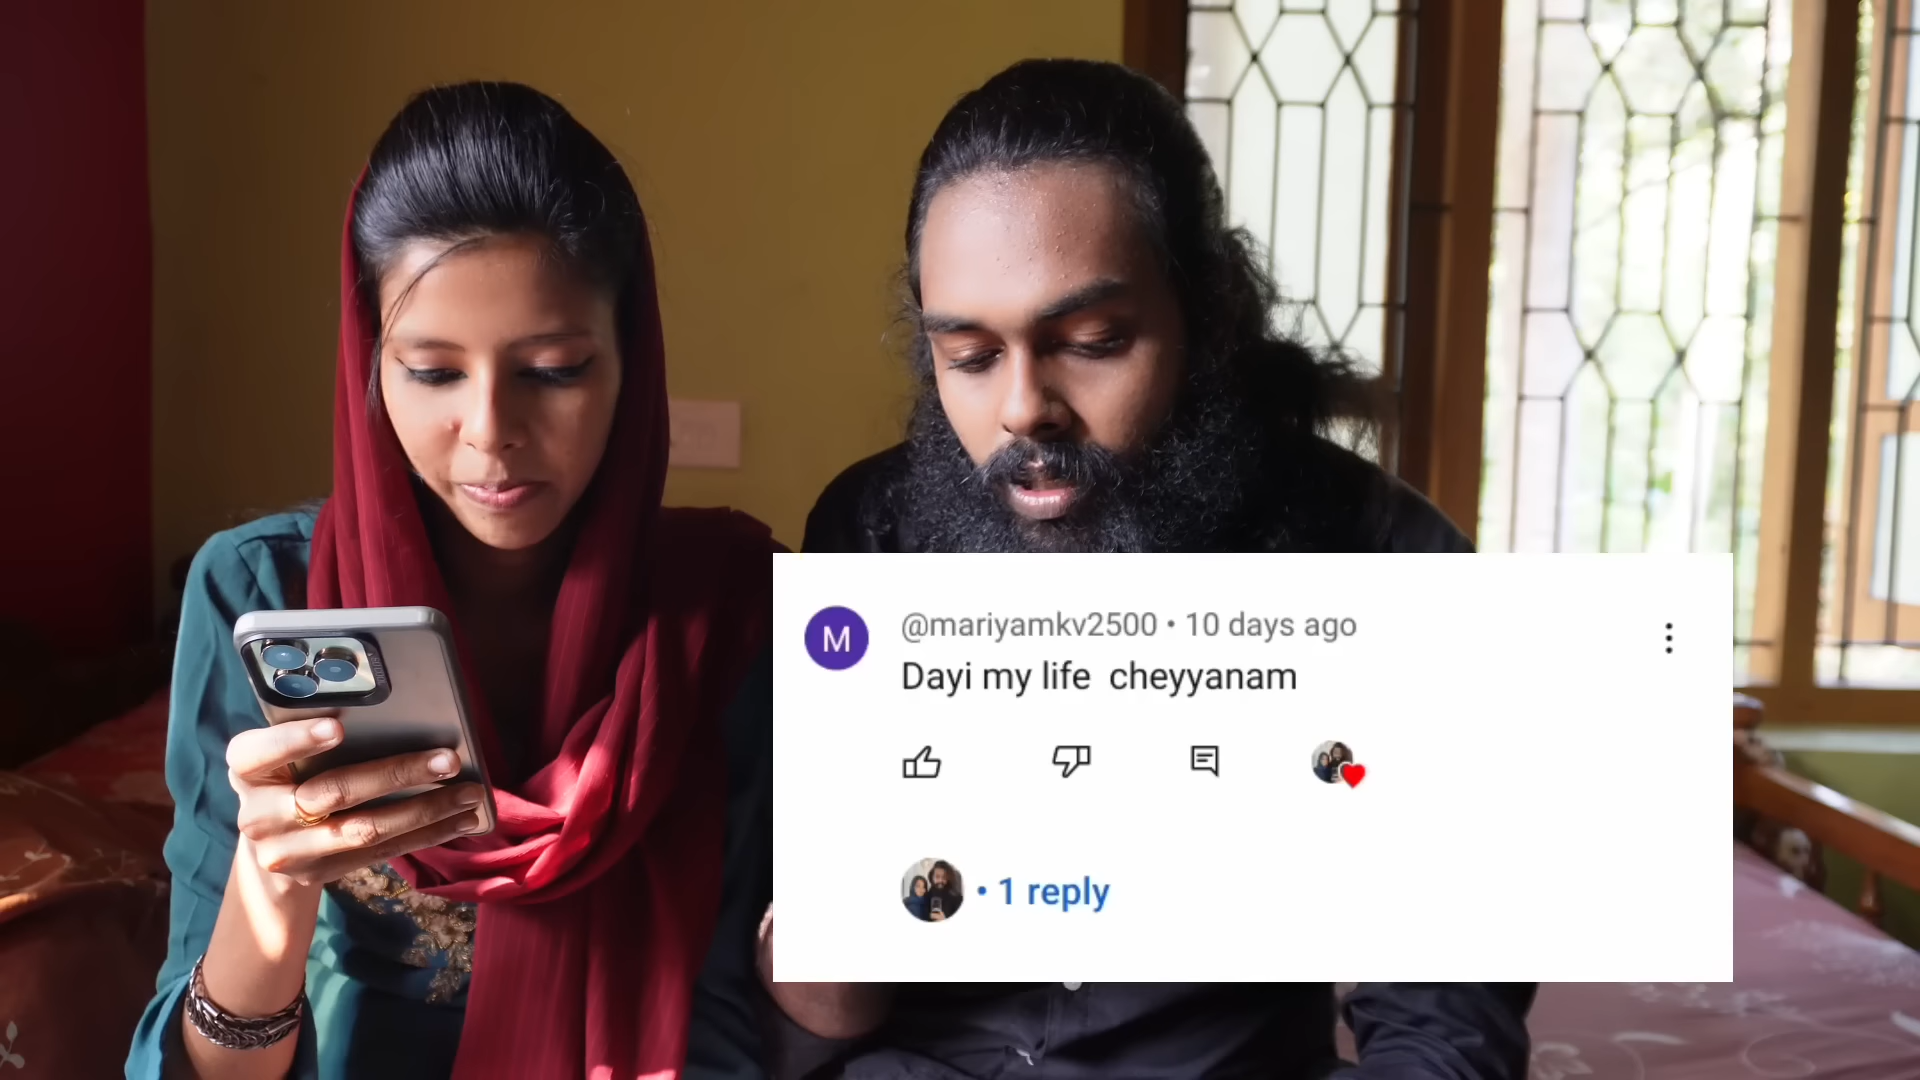 M
@mariyamkv2500 • 10 days ago
Dayi my life cheyyanam
• 1 reply